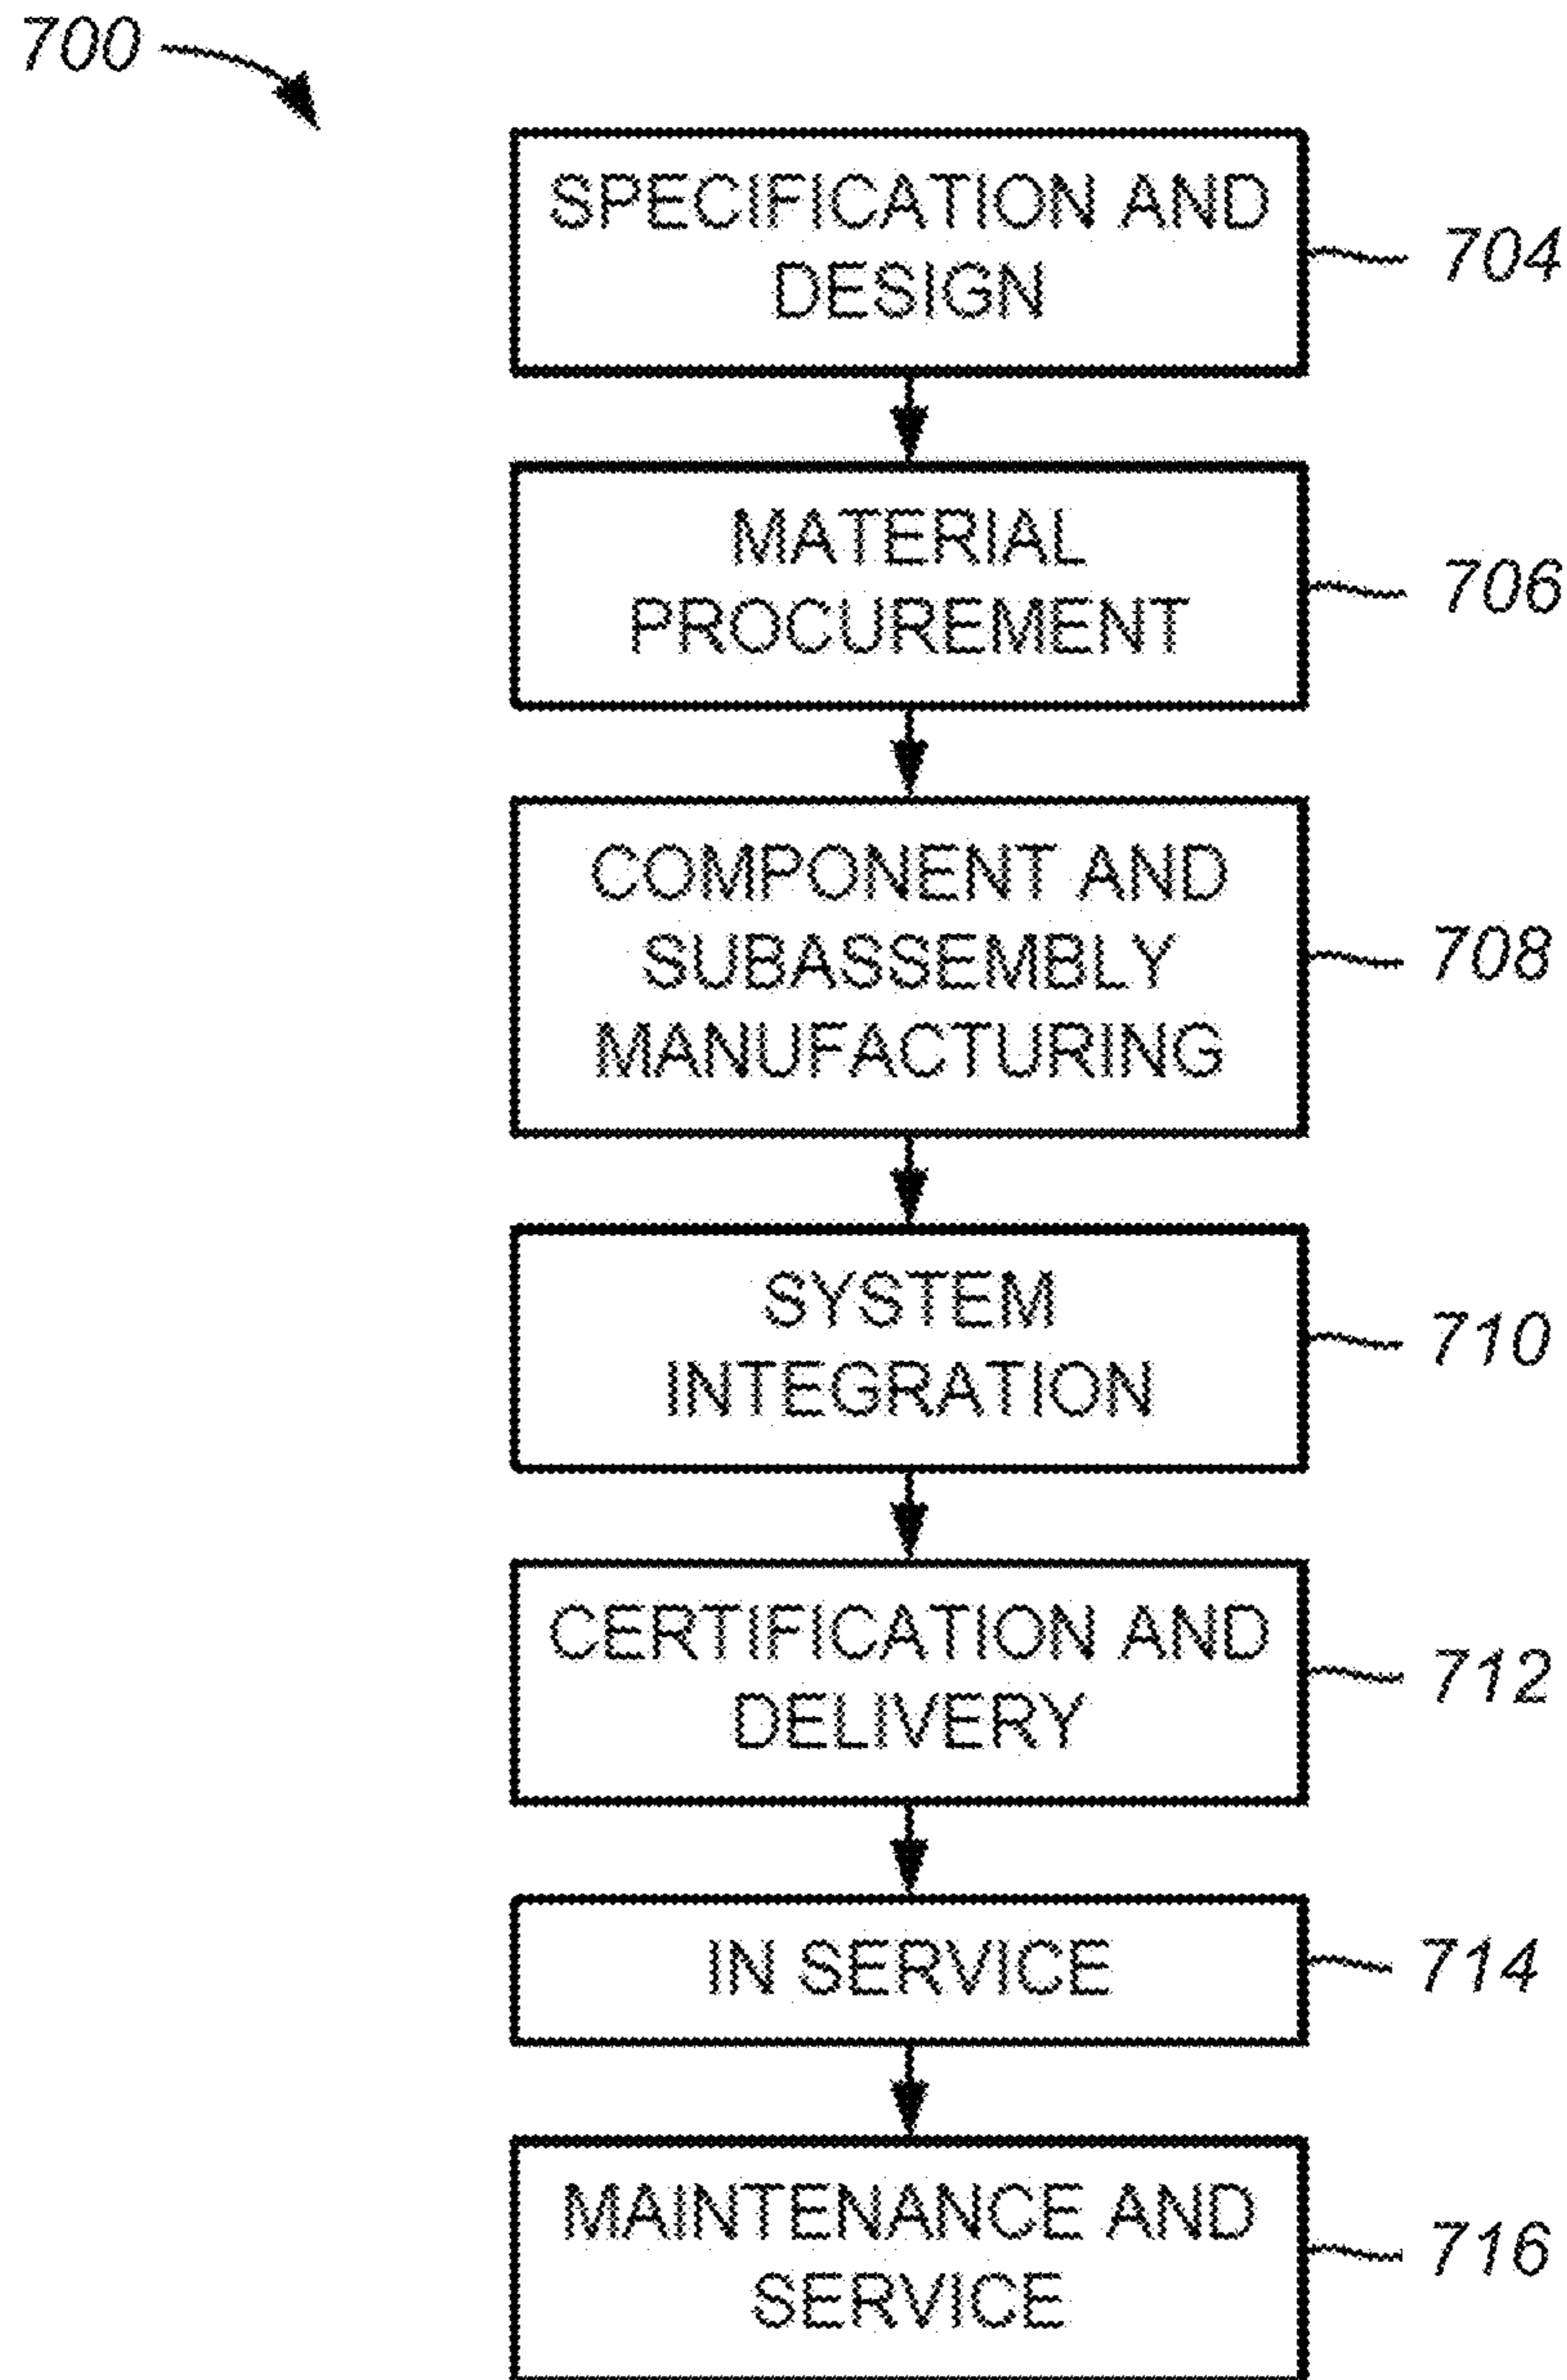 700
SPECIFICATION AND
DESIGN
704
MATERIAL
PROCUREMENT
706
COMPONENT AND
SUBASSEMBLY
MANUFACTURING
708
SYSTEM
INTEGRATION
710
CERTIFICATION AND
DELIVERY
712
IN SERVICE
714
MAINTENANCE AND
SERVICE
716